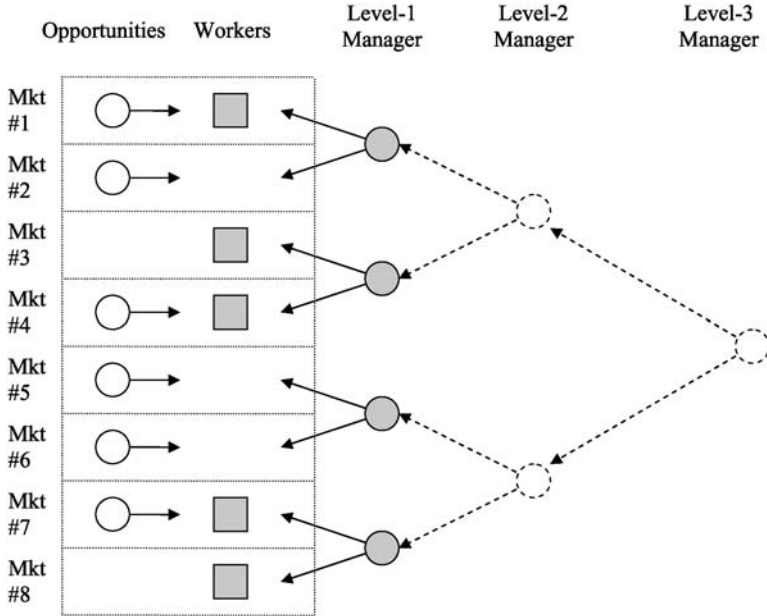 Opportunities Workers Level-1 Manager Level-2 Manager Level-3 Manager
Mkt
#1
Mkt
#2
Mkt
#3
Mkt
#4
Mkt
#5
Mkt
#6
Mkt
#7
Mkt
#8